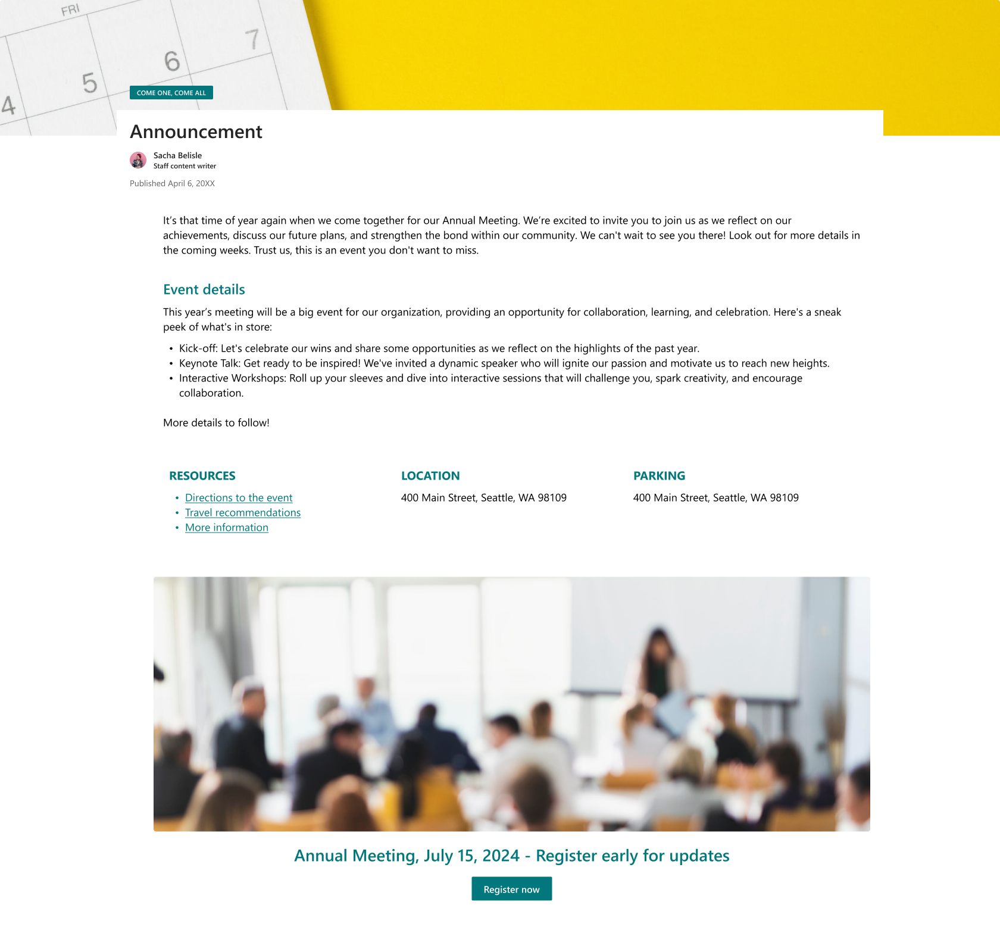 FRI
7
6
5
4
COME ONE, COME ALL
Announcement
Sacha Belisle
Staff content writer
Published April 6, 20XX
It’s that time of year again when we come together for our Annual Meeting. We’re excited to invite you to join us as we reflect on our
achievements, discuss our future plans, and strengthen the bond within our community. We can't wait to see you there! Look out for more details in
the coming weeks. Trust us, this is an event you don't want to miss.
Event details
This year’s meeting will be a big event for our organization, providing an opportunity for collaboration, learning, and celebration. Here's a sneak
peek of what's in store:
• Kick-off: Let's celebrate our wins and share some opportunities as we reflect on the highlights of the past year.
• Keynote Talk: Get ready to be inspired! We've invited a dynamic speaker who will ignite our passion and motivate us to reach new heights.
• Interactive Workshops: Roll up your sleeves and dive into interactive sessions that will challenge you, spark creativity, and encourage
collaboration.
More details to follow!
RESOURCES
• Directions to the event
• Travel recommendations
• More information
LOCATION
400 Main Street, Seattle, WA 98109
PARKING
400 Main Street, Seattle, WA 98109
Annual Meeting, July 15, 2024 - Register early for updates
Register now